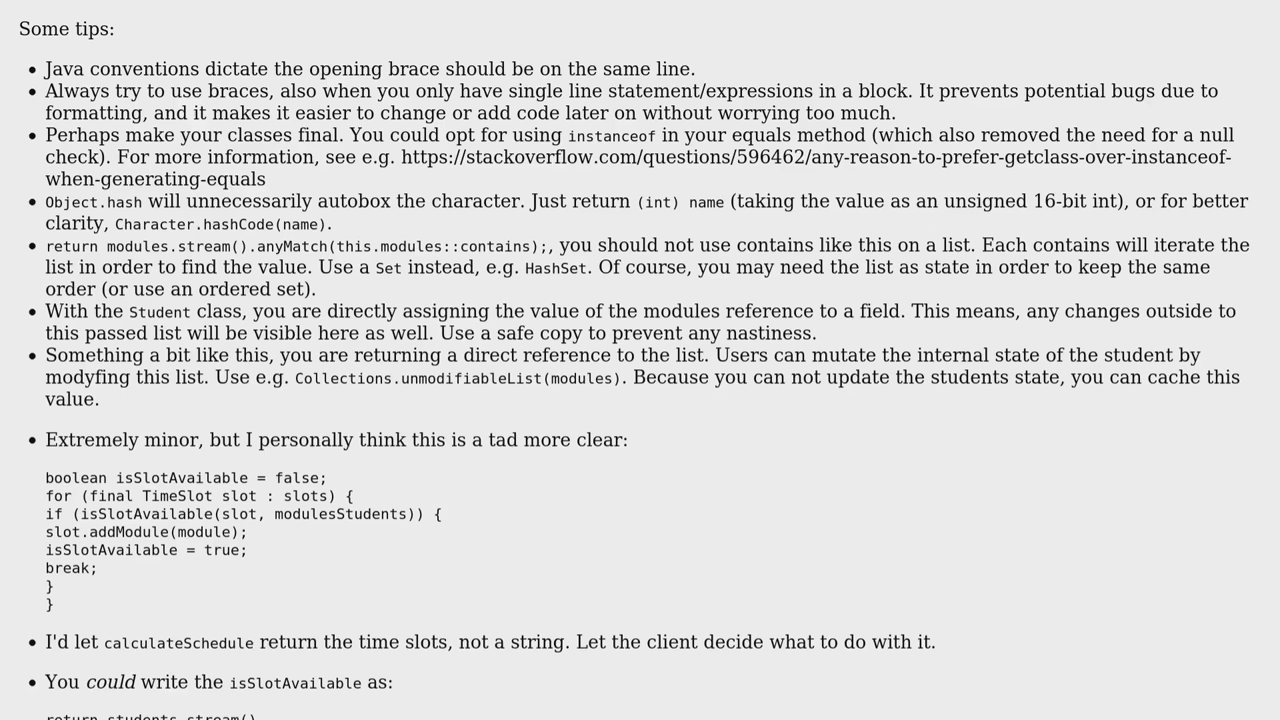 Some tips:
• Java conventions dictate the opening brace should be on the same line.
• Always try to use braces, also when you only have single line statement/expressions in a block. It prevents potential bugs due to
formatting, and it makes it easier to change or add code later on without worrying too much.
• Perhaps make your classes final. You could opt for using instanceof in your equals method (which also removed the need for a null
check). For more information, see e.g. https://stackoverflow.com/questions/596462/any-reason-to-prefer-getclass-over-instanceof-
when-generating-equals
• Object.hash will unnecessarily autobox the character. Just return (int) name (taking the value as an unsigned 16-bit int), or for better
clarity, Character.hashCode(name).
• return modules.stream().anyMatch(this.modules::contains);, you should not use contains like this on a list. Each contains will iterate the
list in order to find the value. Use a Set instead, e.g. HashSet. Of course, you may need the list as state in order to keep the same
order (or use an ordered set).
• With the Student class, you are directly assigning the value of the modules reference to a field. This means, any changes outside to
this passed list will be visible here as well. Use a safe copy to prevent any nastiness.
• Something a bit like this, you are returning a direct reference to the list. Users can mutate the internal state of the student by
modyfing this list. Use e.g. Collections.unmodifiableList(modules). Because you can not update the students state, you can cache this
value.
• Extremely minor, but I personally think this is a tad more clear:
boolean isSlotAvailable = false;
for (final TimeSlot slot : slots) {
if (isSlotAvailable(slot, modulesStudents)) {
slot.addModule(module);
isSlotAvailable = true;
break;
}
}
• I'd let calculateSchedule return the time slots, not a string. Let the client decide what to do with it.
• You could write the isSlotAvailable as:
return students.stream()